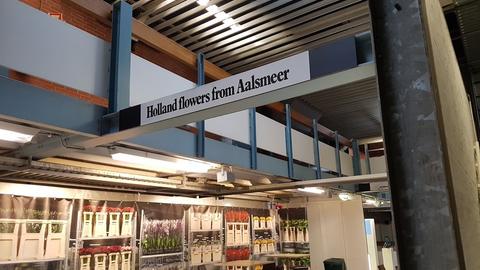 Holland flowers from Aalsmeer